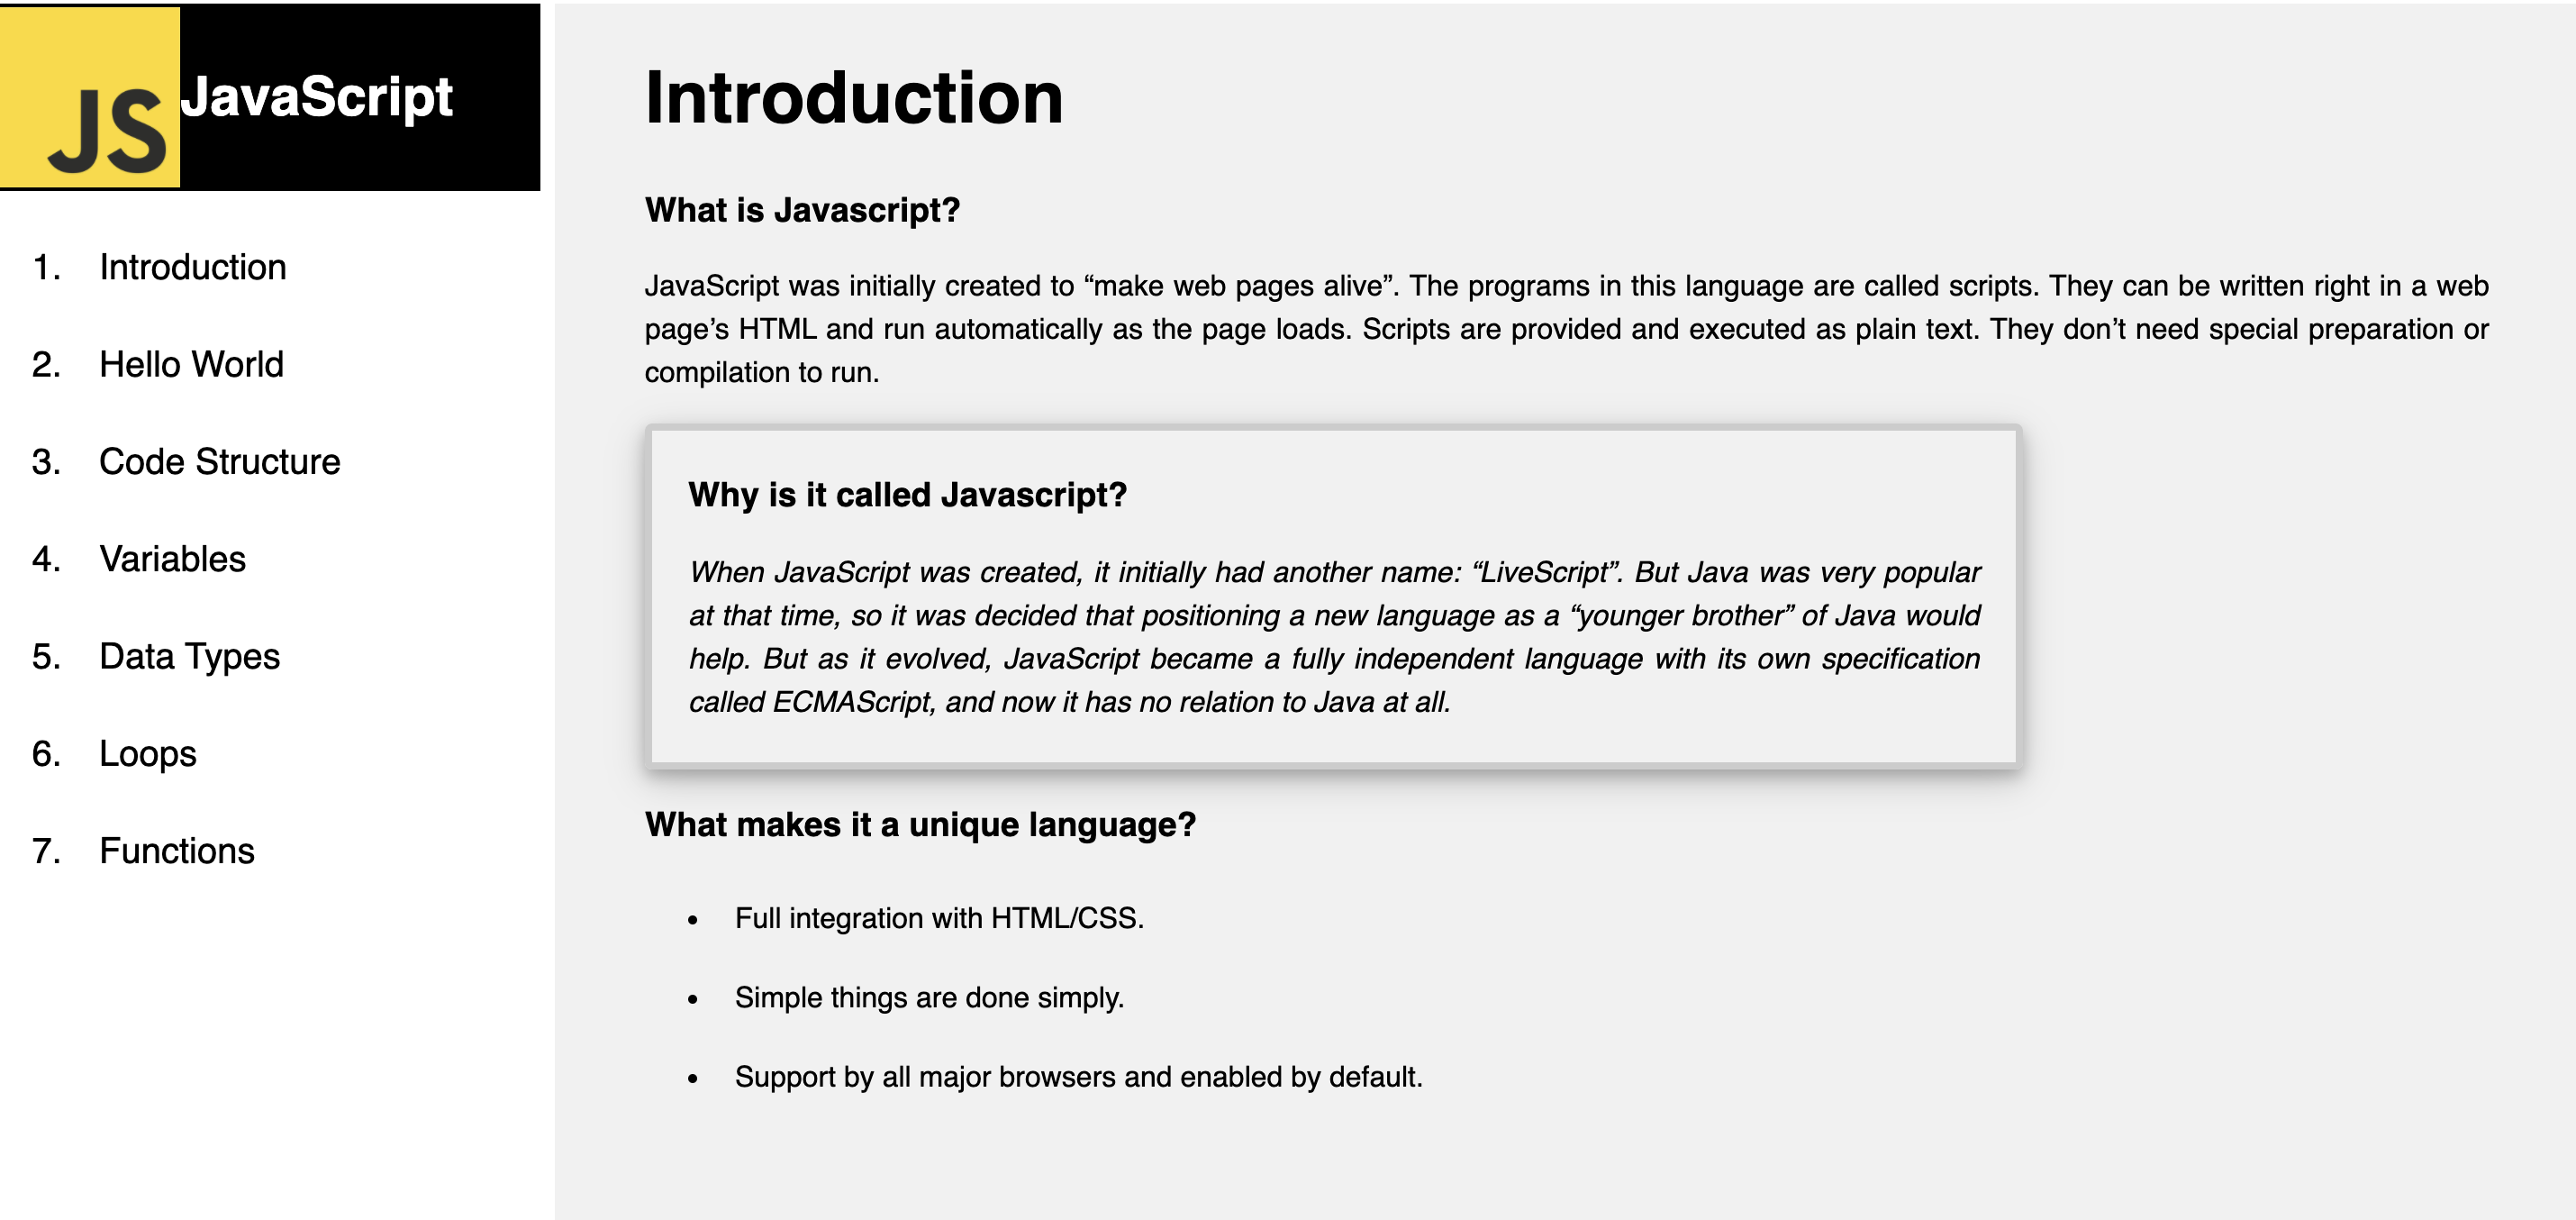 JS
JavaScript
1. Introduction
2. Hello World
3. Code Structure
4. Variables
5. Data Types
6. Loops
7. Functions
Introduction
What is Javascript?
JavaScript was initially created to “make web pages alive”. The programs in this language are called scripts. They can be written right in a web
page’s HTML and run automatically as the page loads. Scripts are provided and executed as plain text. They don’t need special preparation or
compilation to run.
Why is it called Javascript?
When JavaScript was created, it initially had another name: “LiveScript”. But Java was very popular
at that time, so it was decided that positioning a new language as a “younger brother” of Java would
help. But as it evolved, JavaScript became a fully independent language with its own specification
called ECMAScript, and now it has no relation to Java at all.
What makes it a unique language?
• Full integration with HTML/CSS.
• Simple things are done simply.
• Support by all major browsers and enabled by default.